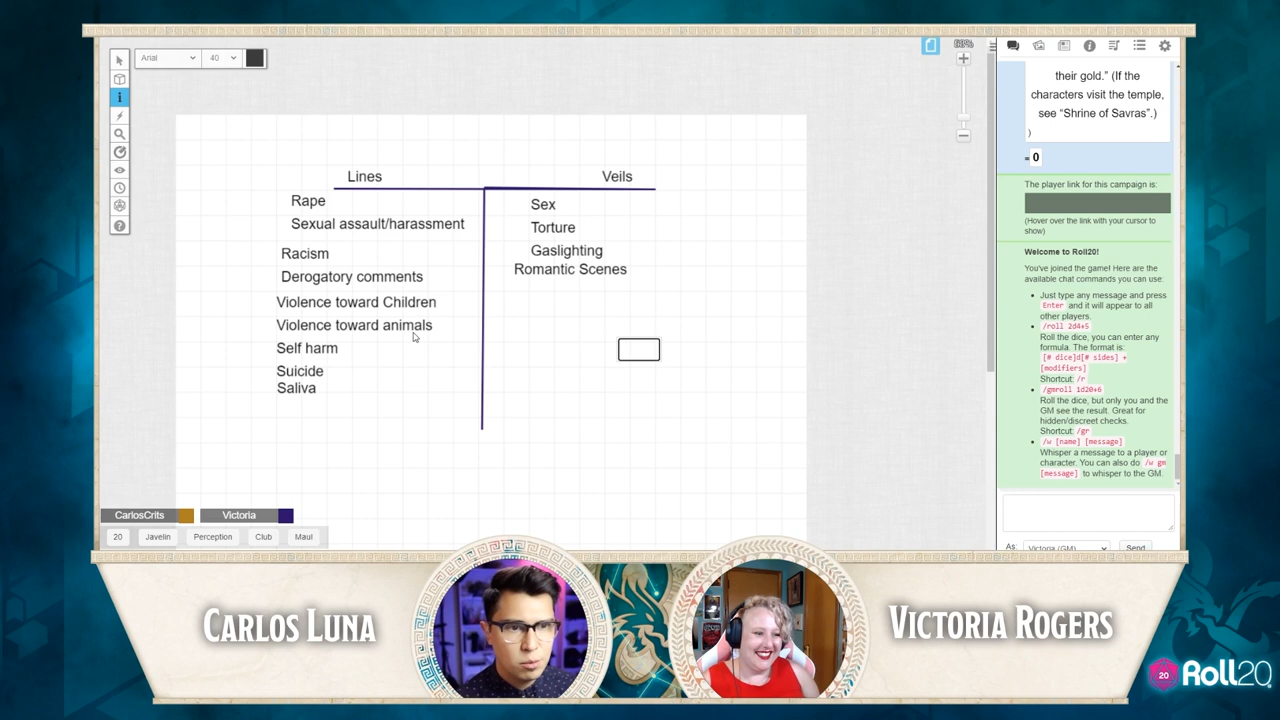 Arial
40
their gold." (If the
characters visit the temple,
see "Shrine of Savras".)
)
= 0
The player link for this campaign is:
(Hover over the link with your cursor to
show)
Welcome to Roll20!
You've joined the game! Here are the
available chat commands you can use:
Just type any message and press
Enter and it will appear to all
other players.
/roll 2d4+5
Roll the dice, you can enter any
formula. The format is:
[# dice]d[# sides] +
[modifiers]
Shortcut: /r
/gmroll 1d20+6
Roll the dice, but only you and the
GM see the result. Great for
hidden/discreet checks.
Shortcut: /gr
/w [name] [message]
Whisper a message to a player or
character. You can also do /w gm
[message] to whisper to the GM.
As: Victoria (GM) Send
Lines
Veils
Rape
Sexual assault/harassment
Racism
Derogatory comments
Violence toward Children
Violence toward animals
Self harm
Suicide
Saliva
Sex
Torture
Gaslighting
Romantic Scenes
CarlosCrits
Victoria
20 Javelin Perception Club Maul
Carlos Luna
Victoria Rogers
20 Roll20